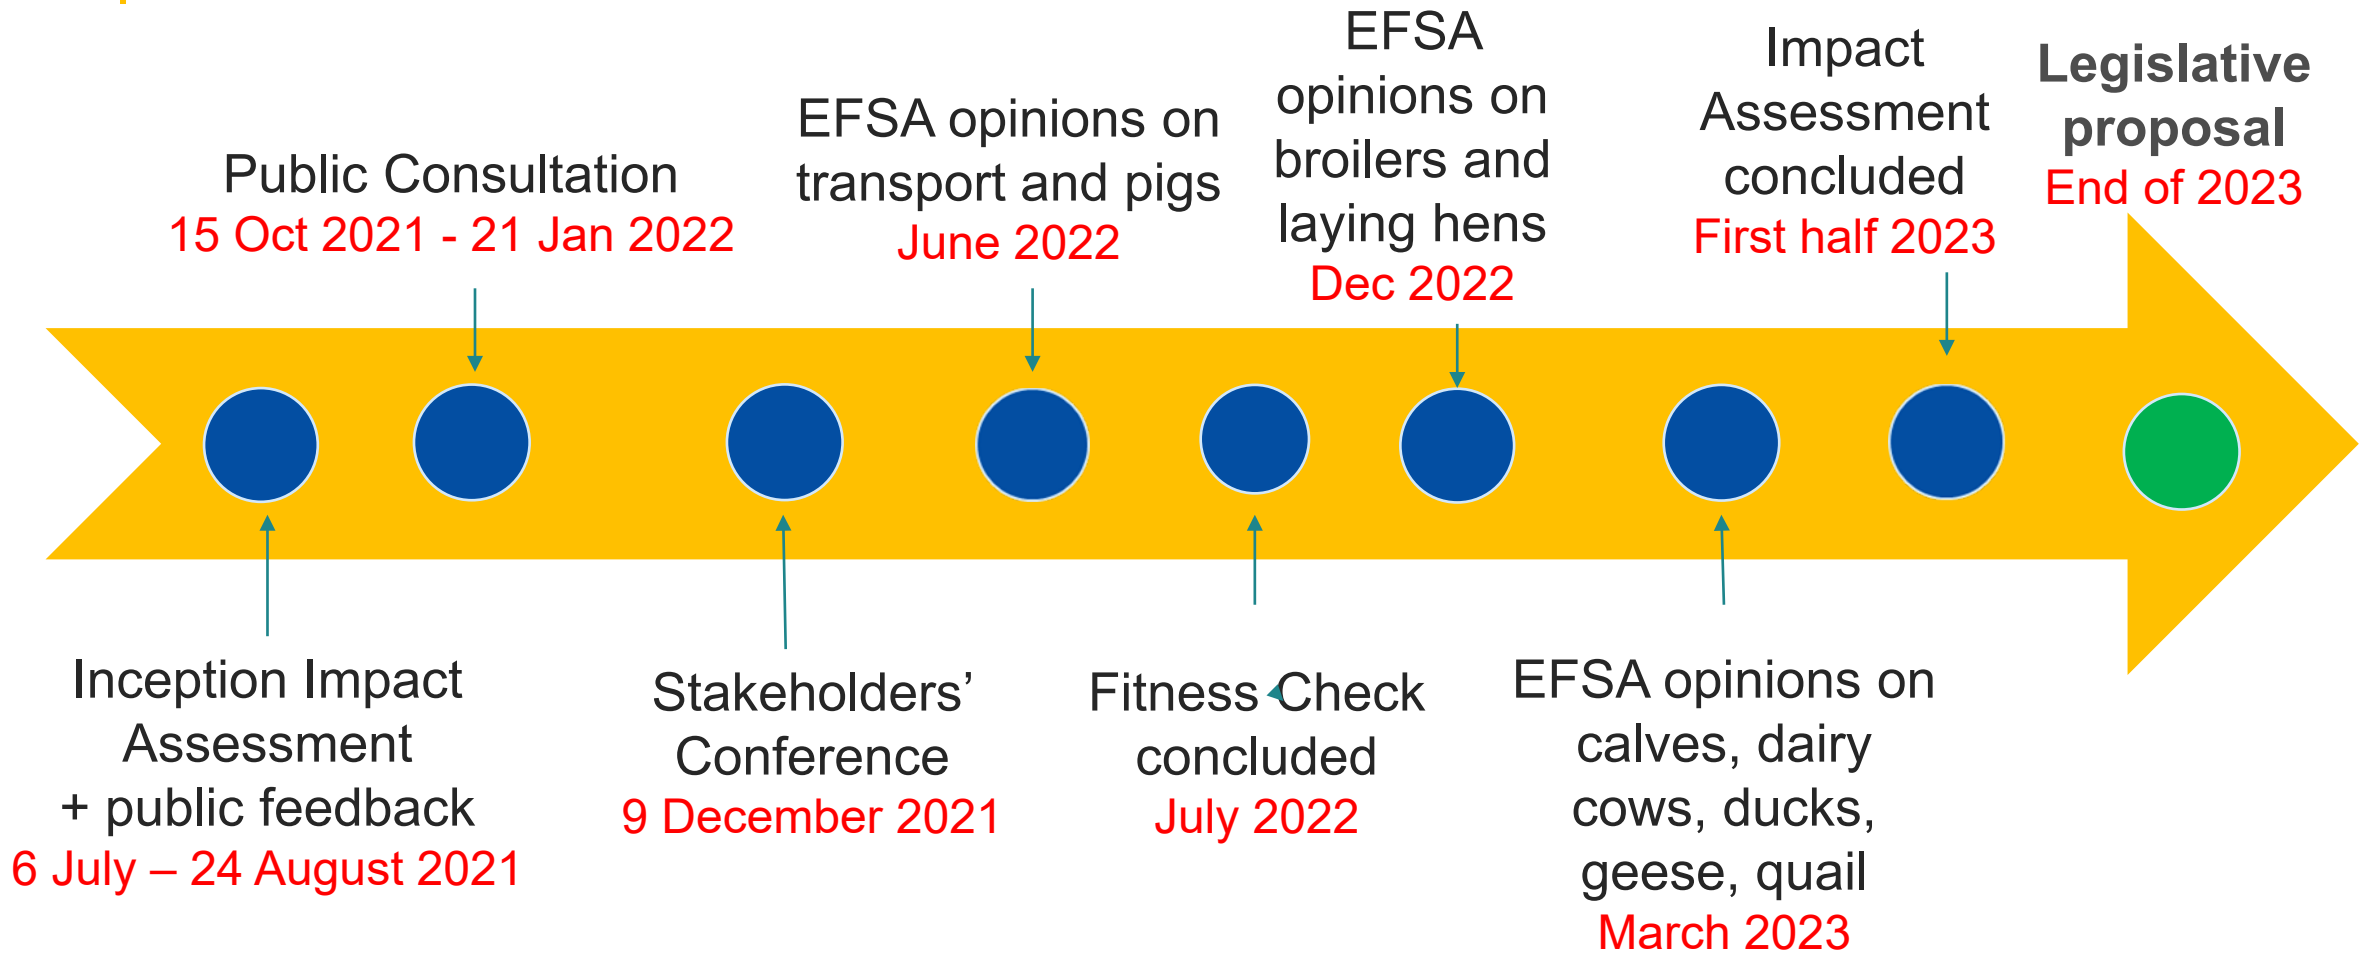 Inception Impact
Assessment
+ public feedback
6 July – 24 August 2021
Public Consultation
15 Oct 2021 - 21 Jan 2022
Stakeholders’
Conference
9 December 2021
EFSA opinions on
transport and pigs
June 2022
Fitness Check
concluded
July 2022
EFSA
opinions on
broilers and
laying hens
Dec 2022
EFSA opinions on
calves, dairy
cows, ducks,
geese, quail
March 2023
Impact
Assessment
concluded
First half 2023
Legislative
proposal
End of 2023